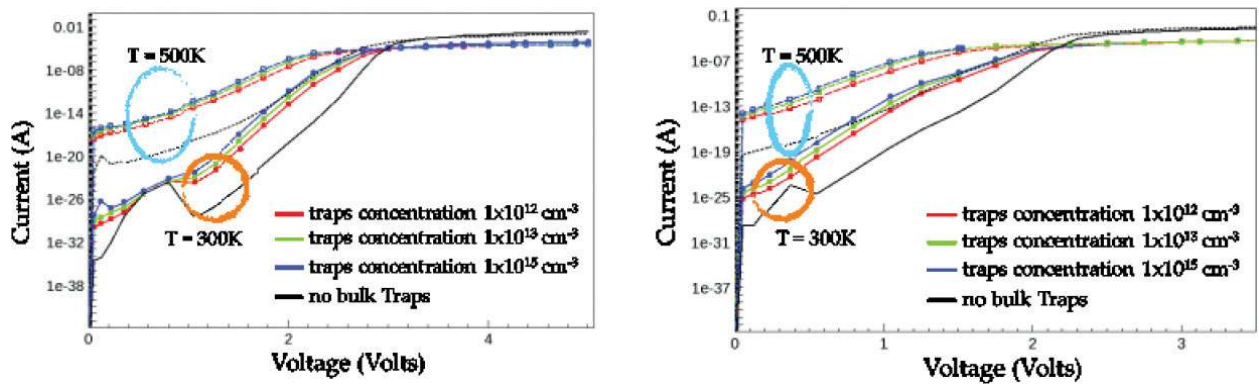 0.01
1e-08
1e-14
1e-20
1e-26
1e-32
1e-38
Current (A)
T = 500K
T = 300K
traps concentration 1x10¹² cm⁻³
traps concentration 1x10¹³ cm⁻³
traps concentration 1x10¹⁵ cm⁻³
no bulk Traps
0
2
4
Voltage (Volts)
0.1
1e-07
1e-13
1e-19
1e-25
1e-31
1e-37
Current (A)
T = 500K
T = 300K
traps concentration 1x10¹² cm⁻³
traps concentration 1x10¹³ cm⁻³
traps concentration 1x10¹⁵ cm⁻³
no bulk Traps
0
1
2
3
Voltage (Volts)